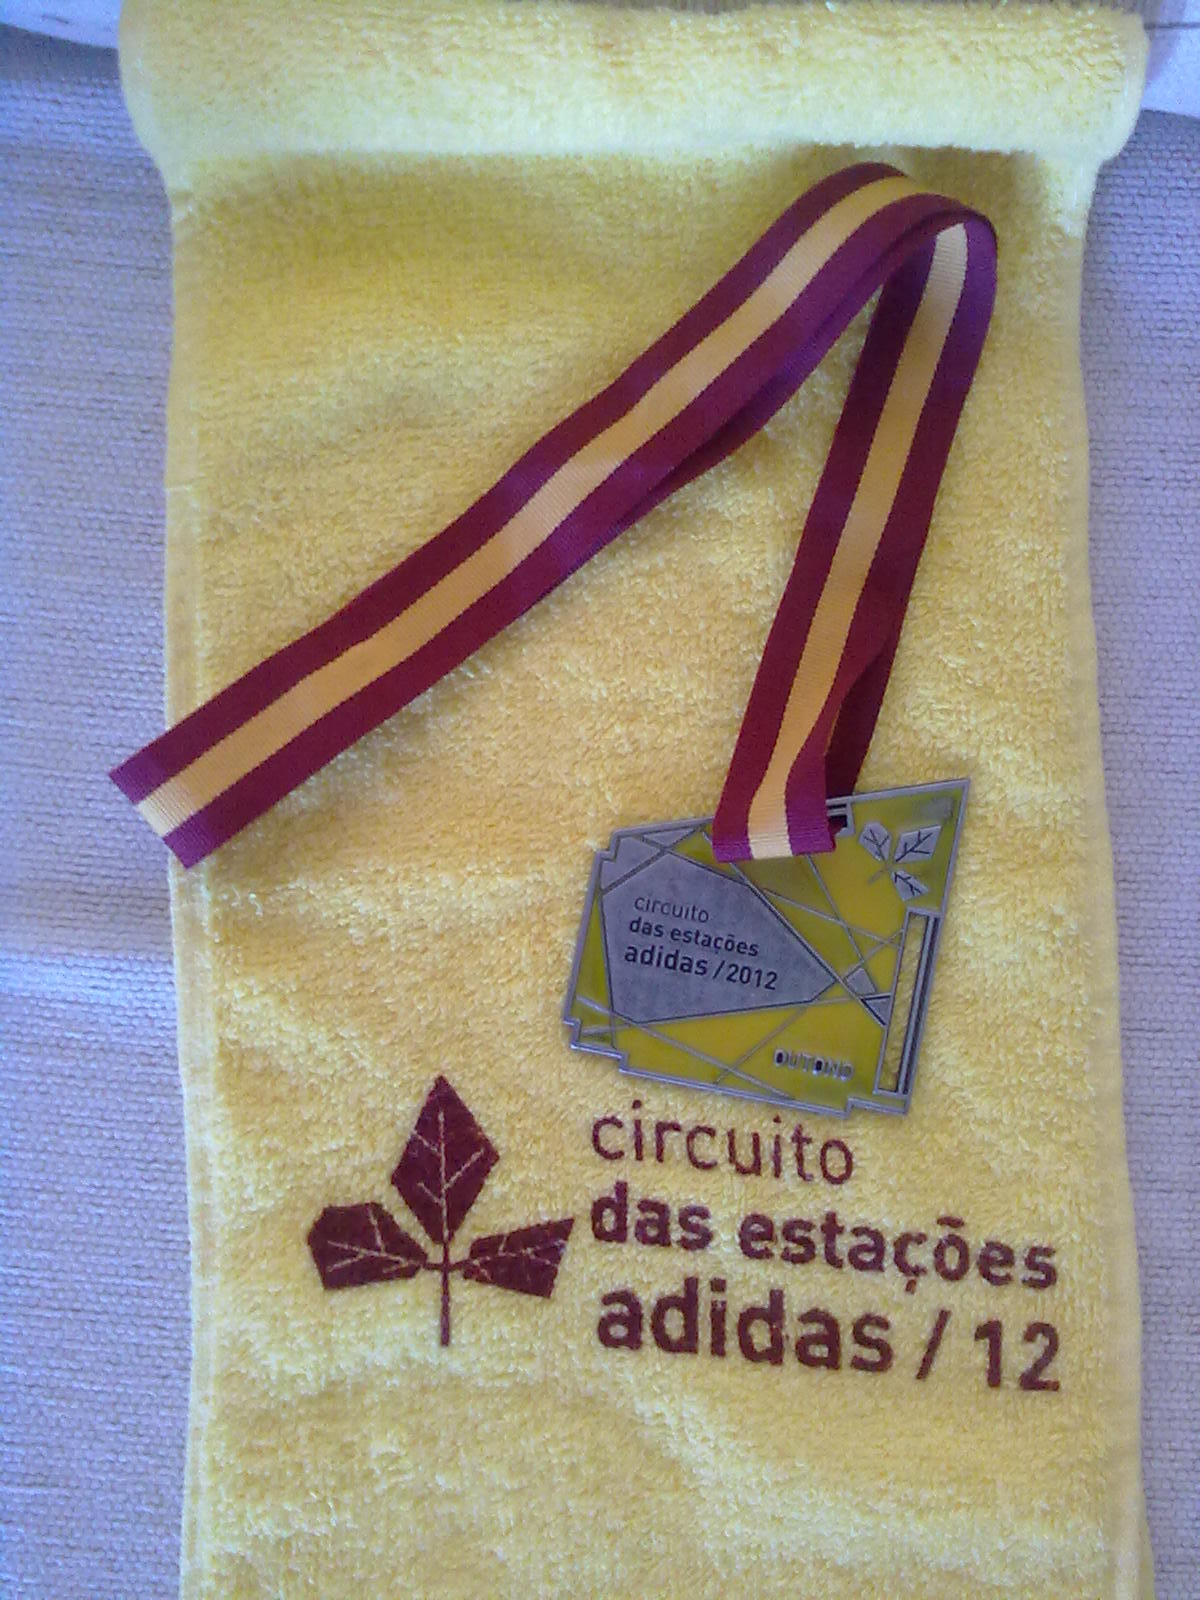 circuito
das estações
adidas / 2012
OUTONO
circuito
das estações
adidas / 12